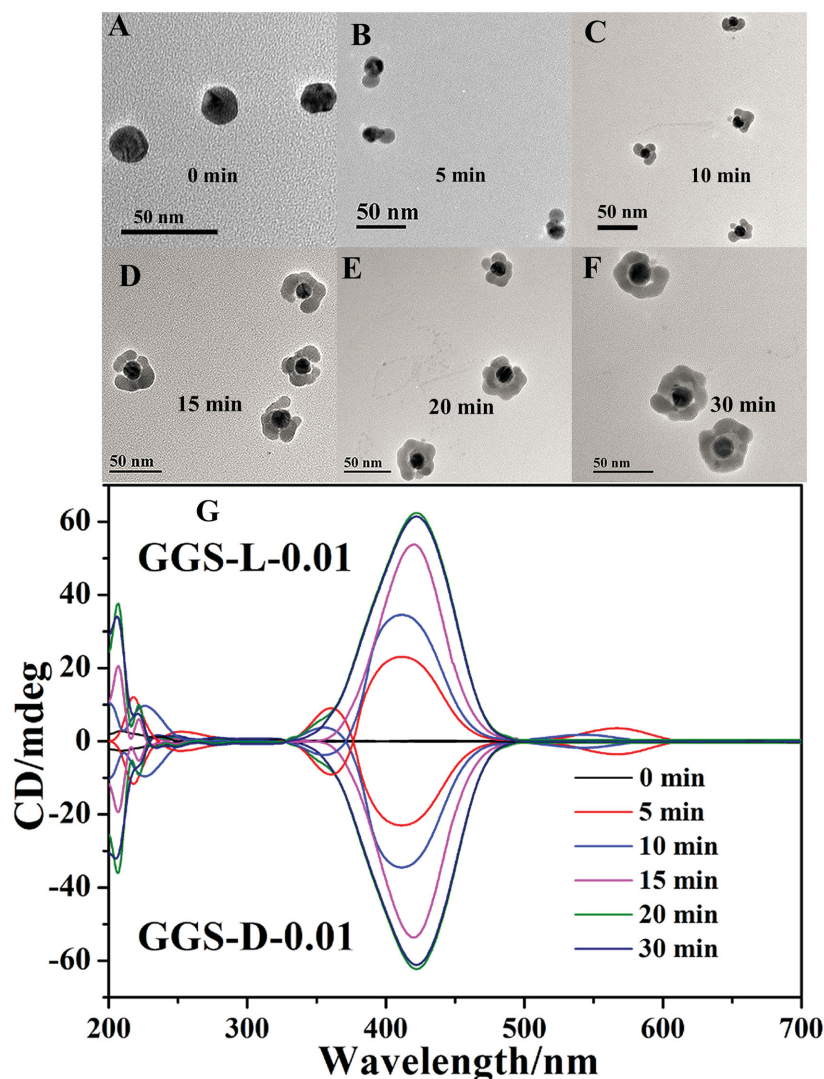 A
0 min
50 nm
B
5 min
50 nm
C
10 min
50 nm
D
15 min
50 nm
E
20 min
50 nm
F
30 min
50 nm
G
GGS-L-0.01
GGS-D-0.01
60
40
20
0
-20
-40
-60
CD/mdeg
0 min
5 min
10 min
15 min
20 min
30 min
200
300
400
500
600
700
Wavelength/nm